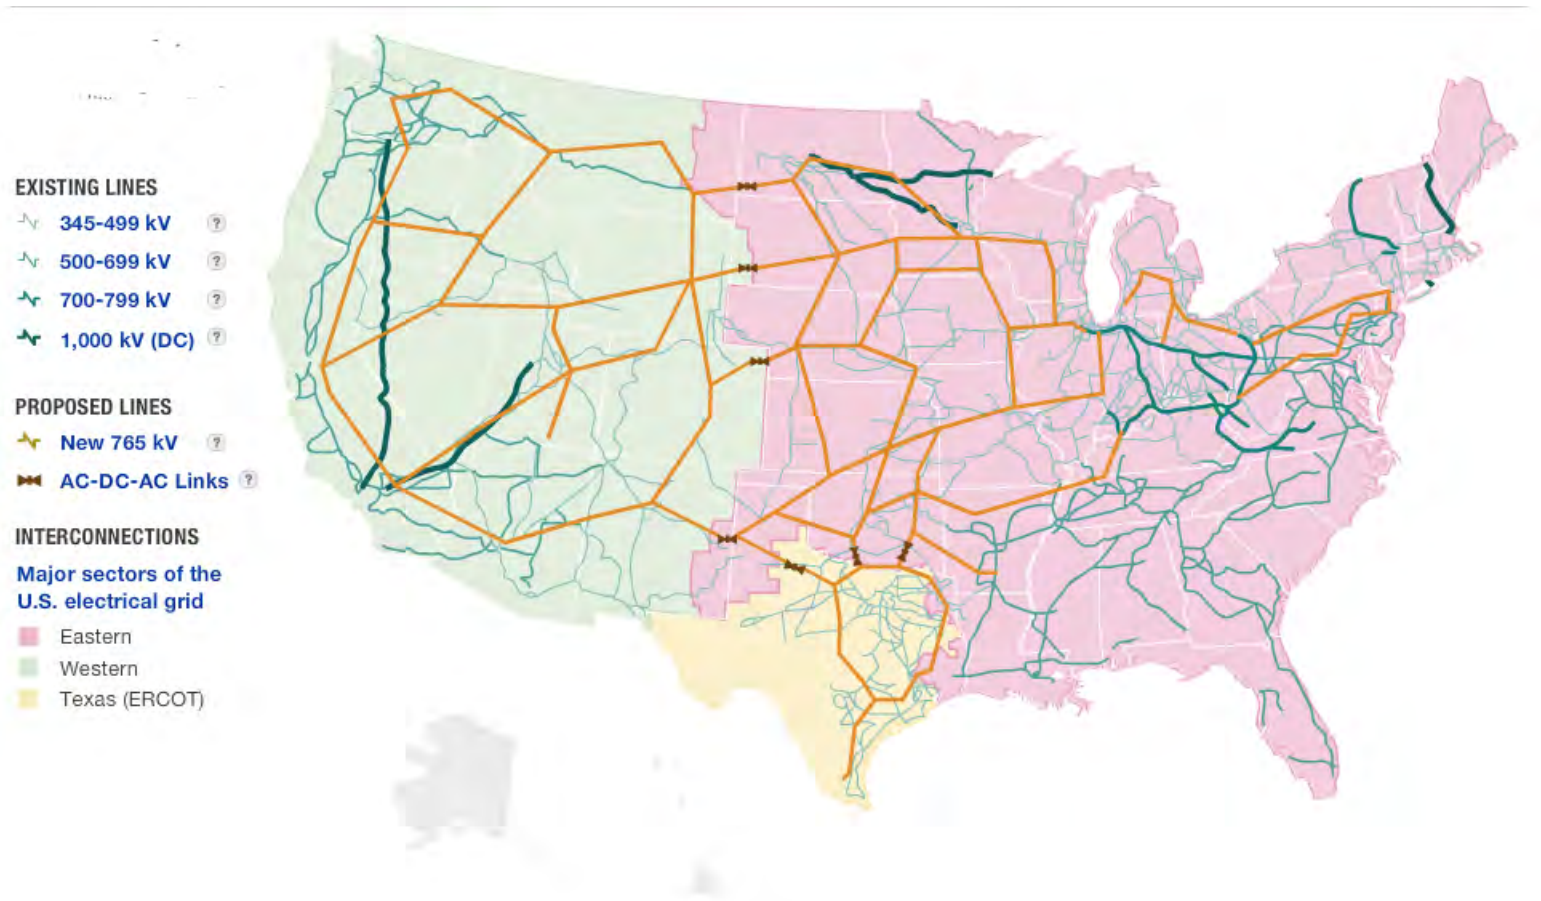 EXISTING LINES
345-499 kV ?
500-699 kV ?
700-799 kV ?
1,000 kV (DC) ?
PROPOSED LINES
New 765 kV ?
AC-DC-AC Links ?
INTERCONNECTIONS
Major sectors of the
U.S. electrical grid
Eastern
Western
Texas (ERCOT)